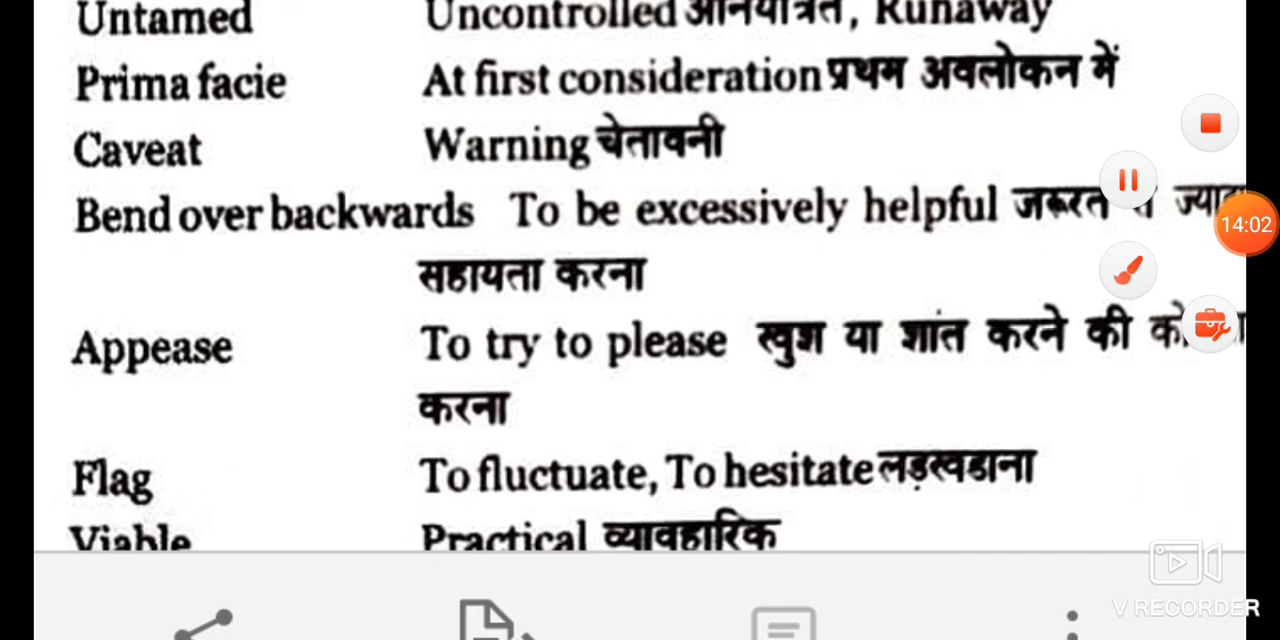 Untamed Uncontrolled अनियंत्रित, Runaway
Prima facie At first consideration प्रथम अवलोकन में
Caveat Warning चेतावनी
Bend over backwards To be excessively helpful जरूरत
14:02
सहायता करना
Appease To try to please खुश या शांत करने की
करना
Flag To fluctuate, To hesitate लड़खडाना
Viable Practical व्यावहारिक
V RECORDER